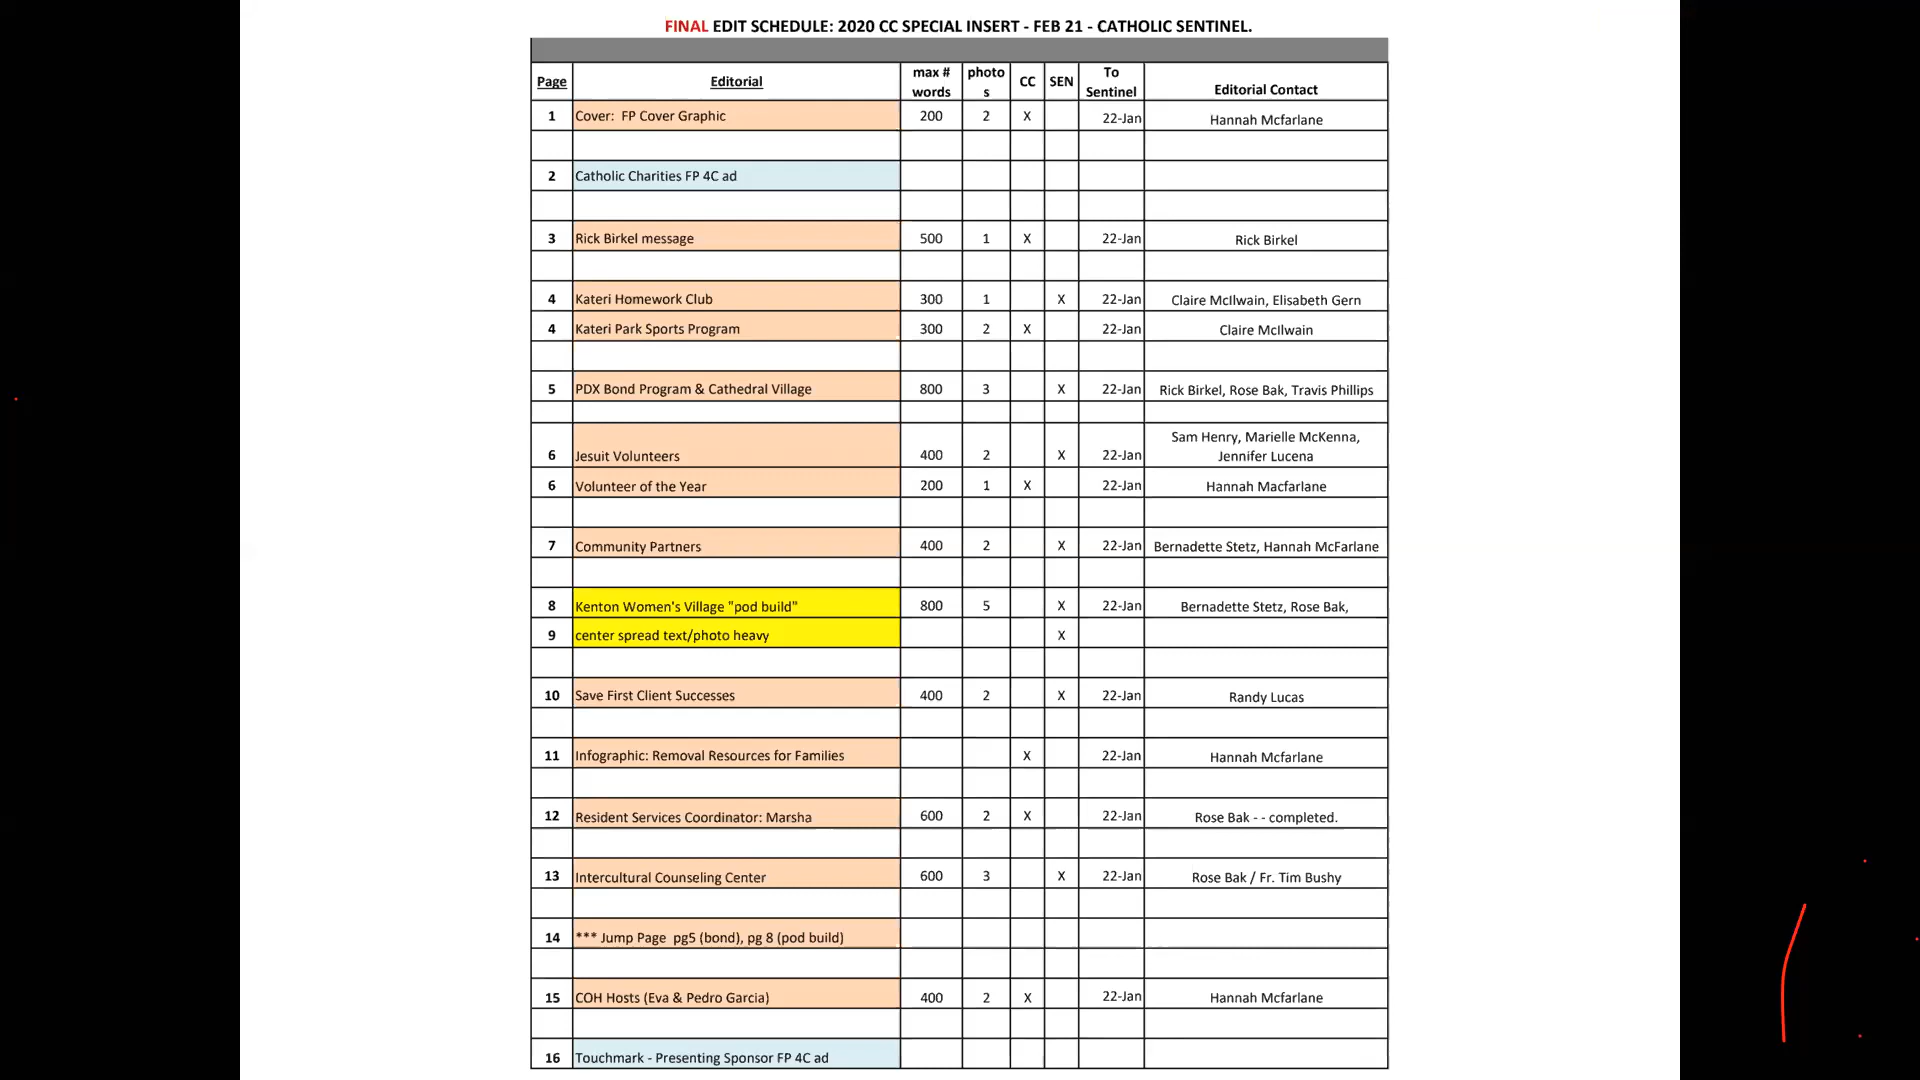 FINAL EDIT SCHEDULE: 2020 CC SPECIAL INSERT - FEB 21 - CATHOLIC SENTINEL.
Page Editorial max # words photos CC SEN To Sentinel Editorial Contact
1 Cover: FP Cover Graphic 200 2 X 22-Jan Hannah Mcfarlane
2 Catholic Charities FP 4C ad
3 Rick Birkel message 500 1 X 22-Jan Rick Birkel
4 Kateri Homework Club 300 1 X 22-Jan Claire McIlwain, Elisabeth Gern
4 Kateri Park Sports Program 300 2 X 22-Jan Claire McIlwain
5 PDX Bond Program & Cathedral Village 800 3 X 22-Jan Rick Birkel, Rose Bak, Travis Phillips
6 Jesuit Volunteers 400 2 X 22-Jan Sam Henry, Marielle McKenna, Jennifer Lucena
6 Volunteer of the Year 200 1 X 22-Jan Hannah Macfarlane
7 Community Partners 400 2 X 22-Jan Bernadette Stetz, Hannah McFarlane
8 Kenton Women's Village "pod build" 800 5 X 22-Jan Bernadette Stetz, Rose Bak,
9 center spread text/photo heavy X
10 Save First Client Successes 400 2 X 22-Jan Randy Lucas
11 Infographic: Removal Resources for Families X 22-Jan Hannah Mcfarlane
12 Resident Services Coordinator: Marsha 600 2 X 22-Jan Rose Bak - - completed.
13 Intercultural Counseling Center 600 3 X 22-Jan Rose Bak / Fr. Tim Bushy
14 *** Jump Page pg5 (bond), pg 8 (pod build)
15 COH Hosts (Eva & Pedro Garcia) 400 2 X 22-Jan Hannah Mcfarlane
16 Touchmark - Presenting Sponsor FP 4C ad